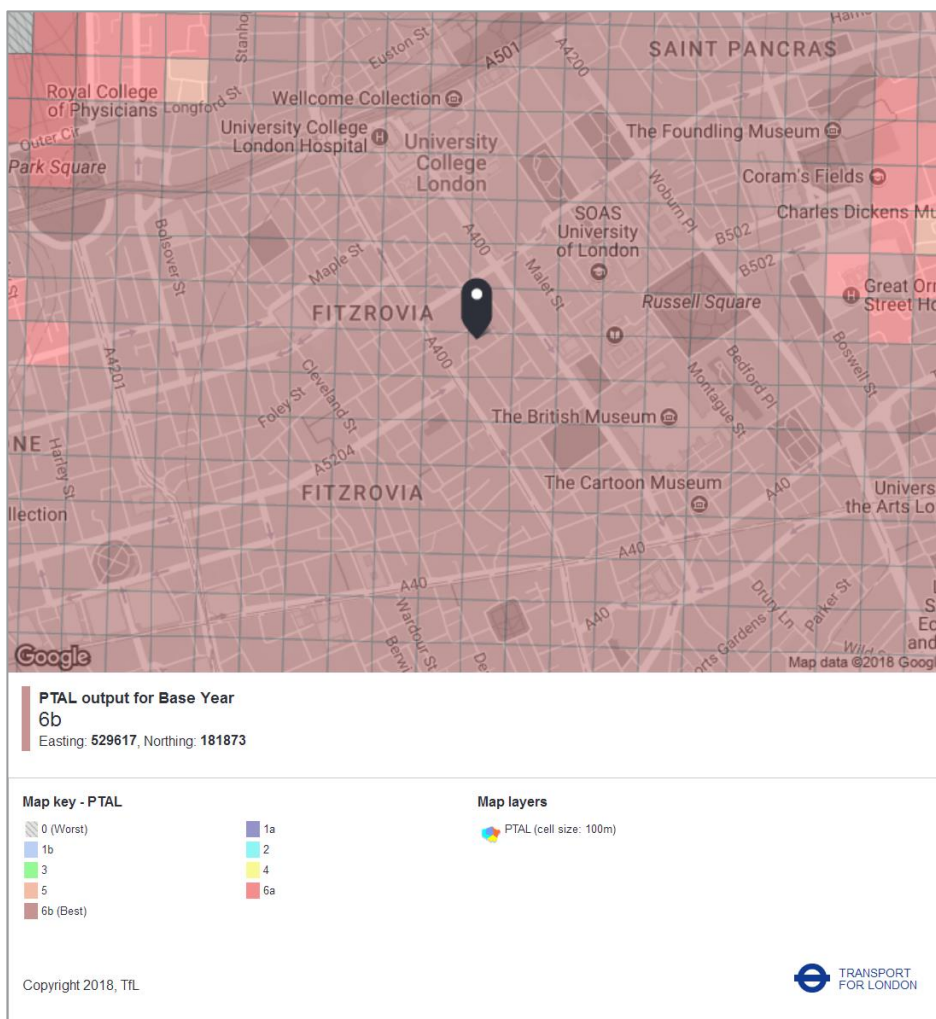 Euston St
A501
A4200
SAINT PANCRAS
Royal College
of Physicians
Longford St
Wellcome Collection
Outer Cir
University College
London Hospital
University
College
London
The Foundling Museum
Park Square
Coram's Fields
Woburn Pl
SOAS
University
of London
Charles Dickens Mu
B502
Bolsover St
Maple St
A400
Malet St
B502
FITZROVIA
Russell Square
Great Orm
Street Ho
A4201
A400
Cleveland St
Foley St
Bedford Pl
Montague St
Boswell St
The British Museum
NE
Harley St
A5204
FITZROVIA
The Cartoon Museum
A40
Univers
the Arts Lo
llection
A40
A40
Wardour St
A40
Drury Ln
Parker St
Google
Map data ©2018 Googl
PTAL output for Base Year
6b
Easting: 529617, Northing: 181873
Map key - PTAL
Map layers
0 (Worst)
1a
PTAL (cell size: 100m)
1b
2
3
4
5
6a
6b (Best)
Copyright 2018, TfL
TRANSPORT
FOR LONDON